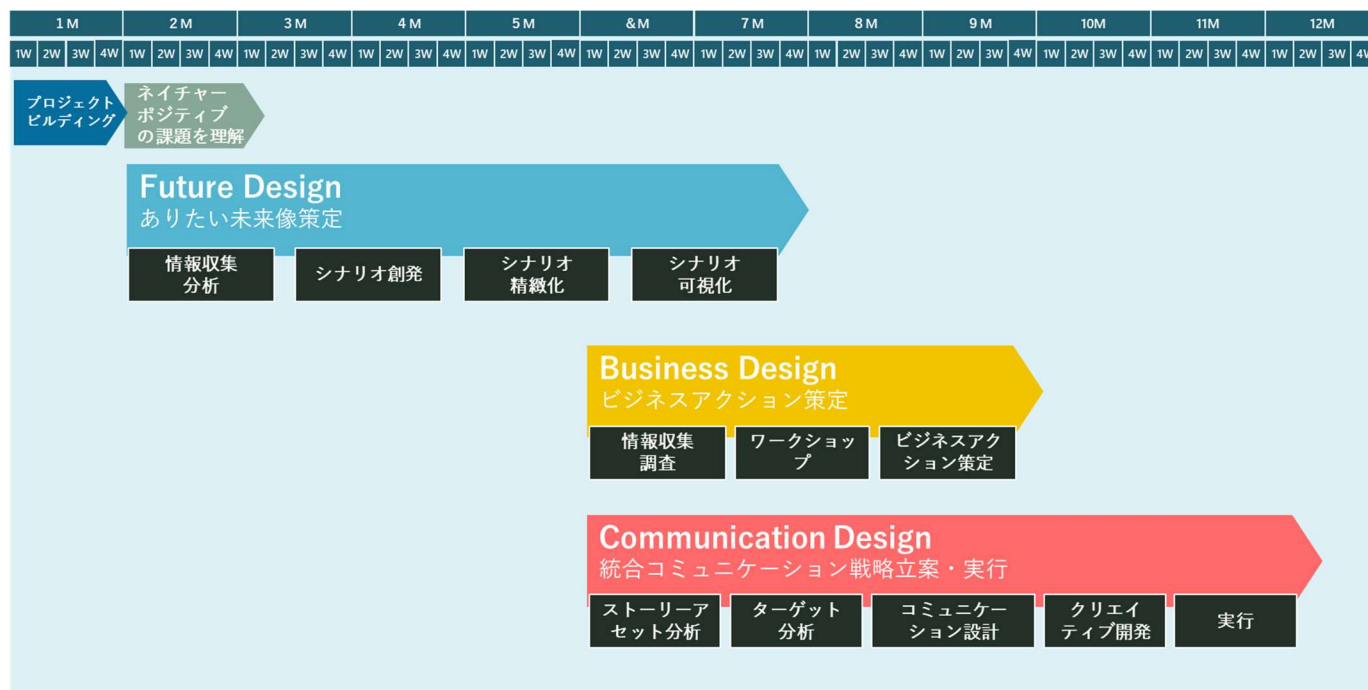 1 M 2 M 3 M 4 M 5 M &M 7 M 8 M 9 M 10M 11M 12M
1W 2W 3W 4W 1W 2W 3W 4W 1W 2W 3W 4W 1W 2W 3W 4W 1W 2W 3W 4W 1W 2W 3W 4W 1W 2W 3W 4W 1W 2W 3W 4W 1W 2W 3W 4W 1W 2W 3W 4W 1W 2W 3W 4W 1W 2W 3W 4W
プロジェクト
ビルディング
ネイチャー
ポジティブ
の課題を理解
Future Design
ありたい未来像策定
情報収集
分析
シナリオ創発
シナリオ
精緻化
シナリオ
可視化
Business Design
ビジネスアクション策定
情報収集
調査
ワークショッ
プ
ビジネスアク
ション策定
Communication Design
統合コミュニケーション戦略立案・実行
ストーリーア
セット分析
ターゲット
分析
コミュニケー
ション設計
クリエイ
ティブ開発
実行